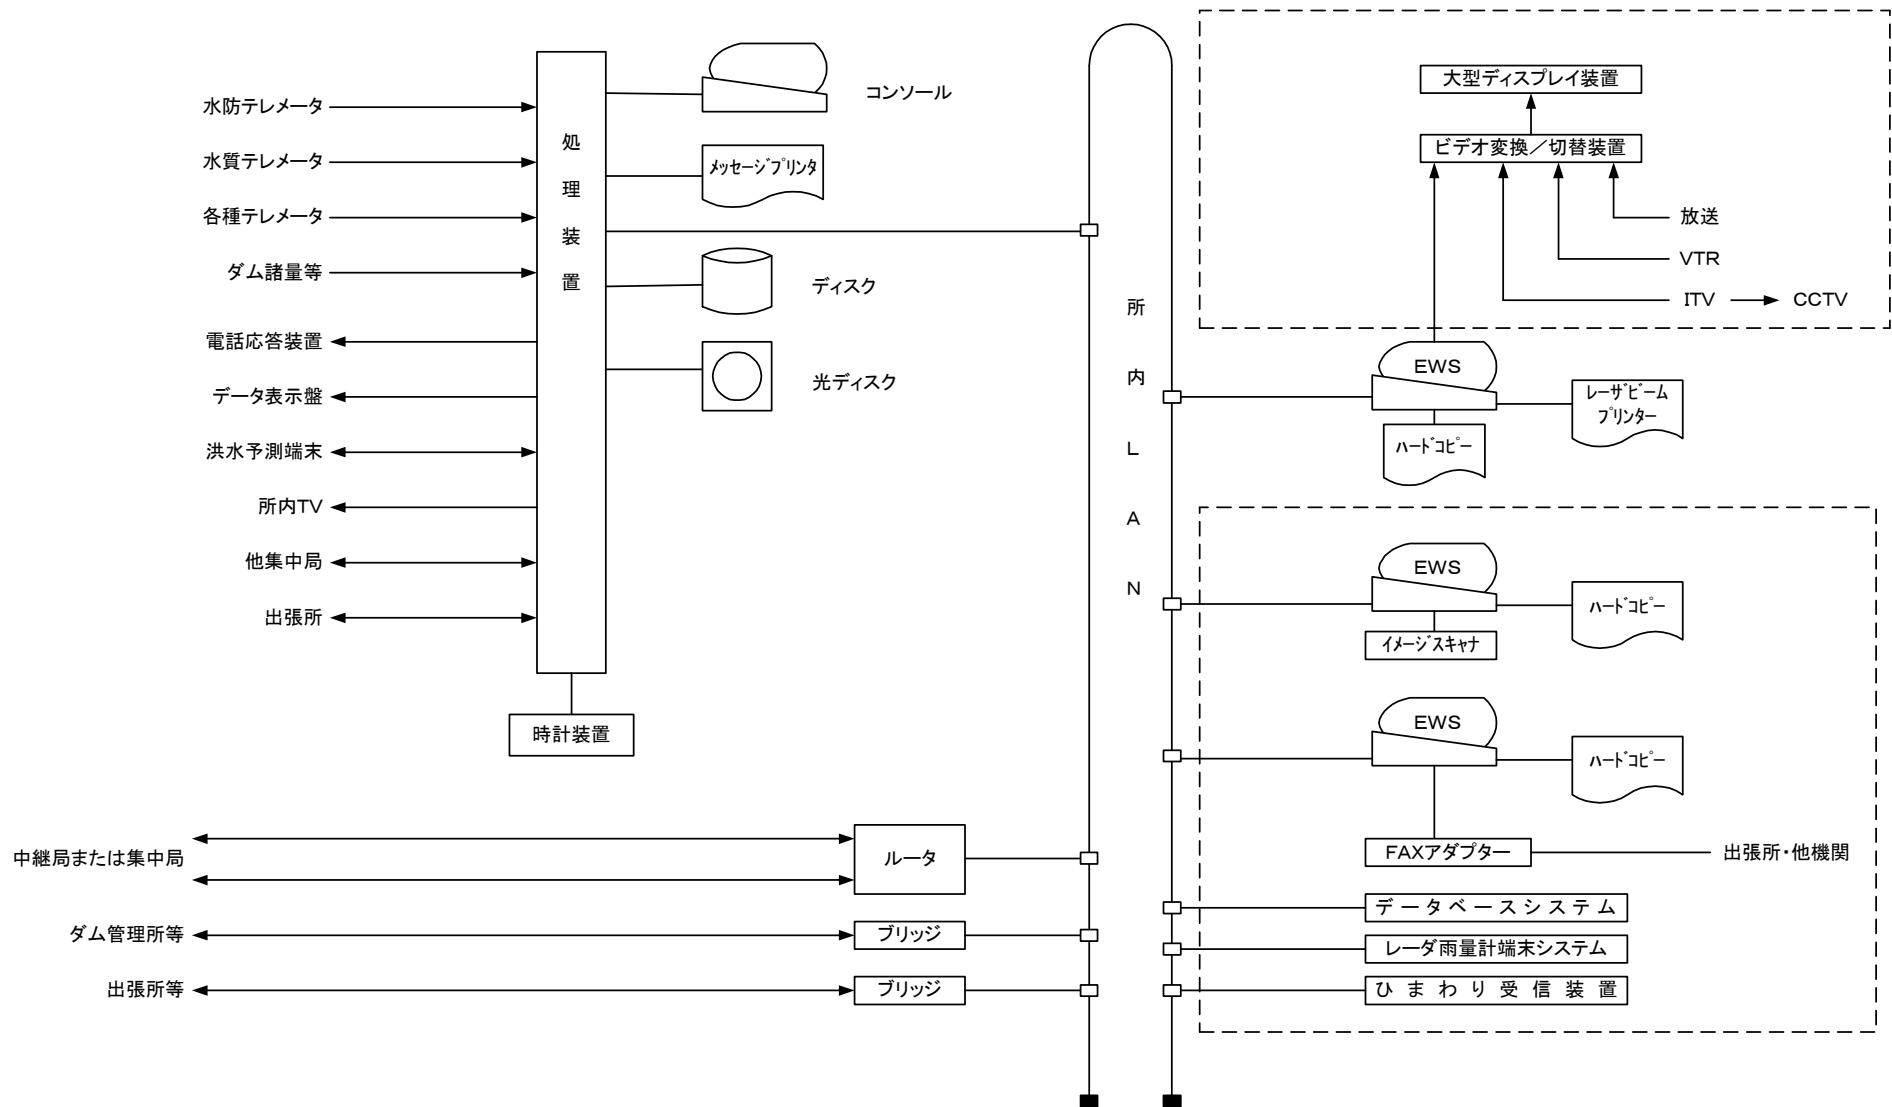 水防テレメータ
水質テレメータ
各種テレメータ
ダム諸量等
電話応答装置
データ表示盤
洪水予測端末
所内TV
他集中局
出張所
処理装置
時計装置
コンソール
メッセージプリンタ
ディスク
光ディスク
中継局または集中局
ルータ
ダム管理所等
ブリッジ
出張所等
ブリッジ
所内LAN
大型ディスプレイ装置
ビデオ変換/切替装置
放送
VTR
ITV
CCTV
EWS
レーザビーム
プリンター
ハードコピー
EWS
ハードコピー
イメージスキャナ
EWS
ハードコピー
FAXアダプター
出張所・他機関
データベースシステム
レーダ雨量計端末システム
ひまわり受信装置